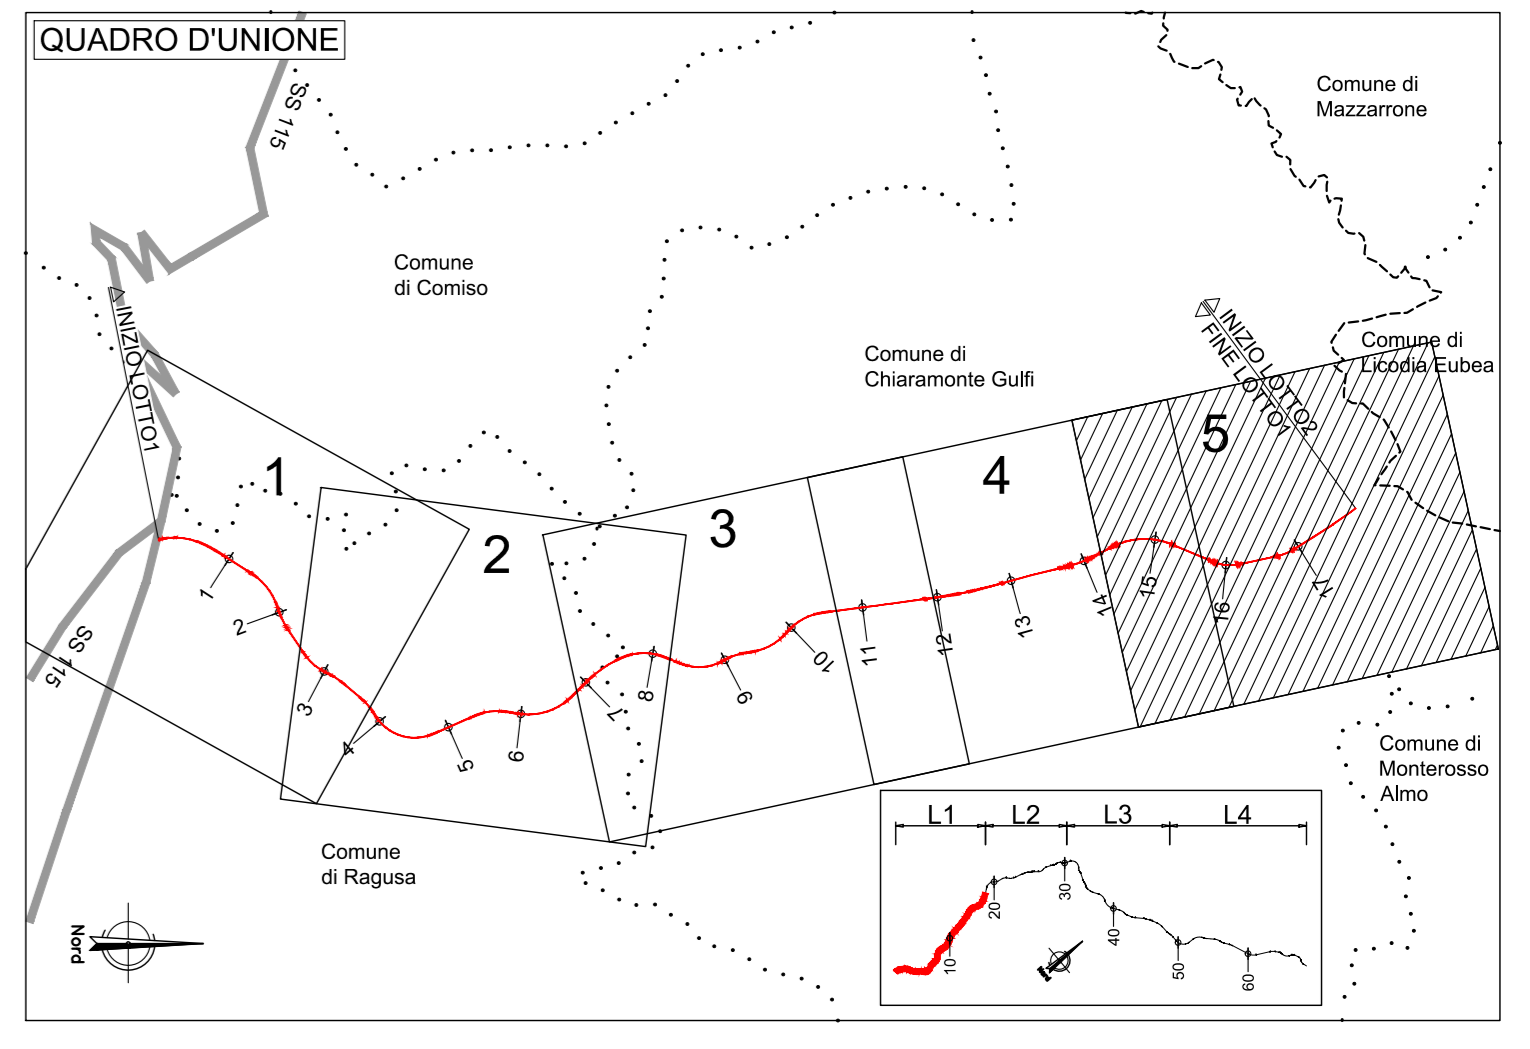 QUADRO D'UNIONE
SS 115
Comune di
Mazzarrone
Comune
di Comiso
INIZIO LOTTO1
INIZIO LOTTO2
FINE LOTTO1
Comune di
Licodia Eubea
Comune di
Chiaramonte Gulfi
1
2
3
4
5
1
2
3
4
5
6
7
8
9
10
11
12
13
14
15
16
17
SS 115
Comune di
Monterosso
Almo
Comune
di Ragusa
Nord
L1
L2
L3
L4
10
20
30
40
50
60
Nord